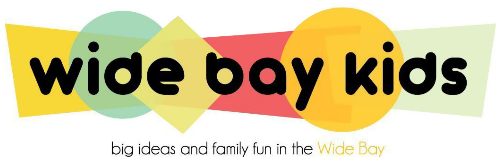 wide bay kids
big ideas and family fun in the Wide Bay